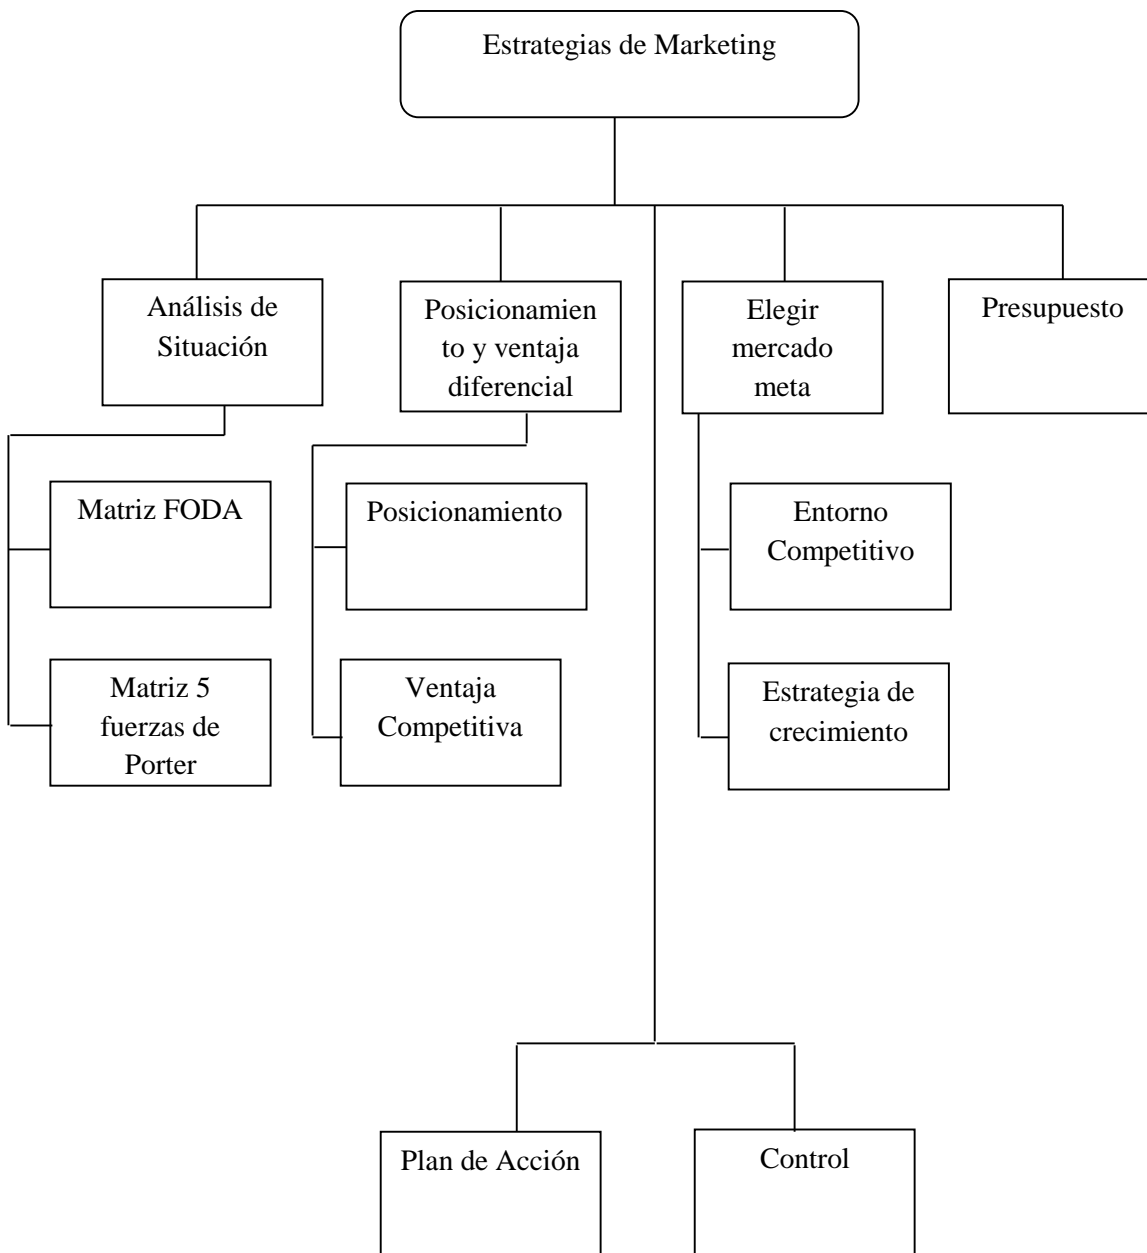 Estrategias de Marketing
Análisis de
Situación
Posicionamien
to y ventaja
diferencial
Elegir
mercado
meta
Presupuesto
Matriz FODA
Posicionamiento
Entorno
Competitivo
Matriz 5
fuerzas de
Porter
Ventaja
Competitiva
Estrategia de
crecimiento
Plan de Acción
Control